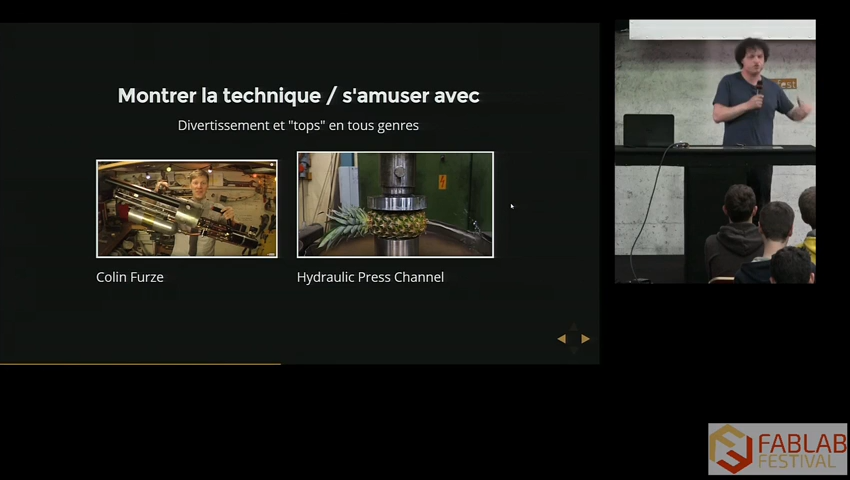 Montrer la technique / s'amuser avec
Divertissement et "tops" en tous genres
Colin Furze
Hydraulic Press Channel
FABLAB
FESTIVAL